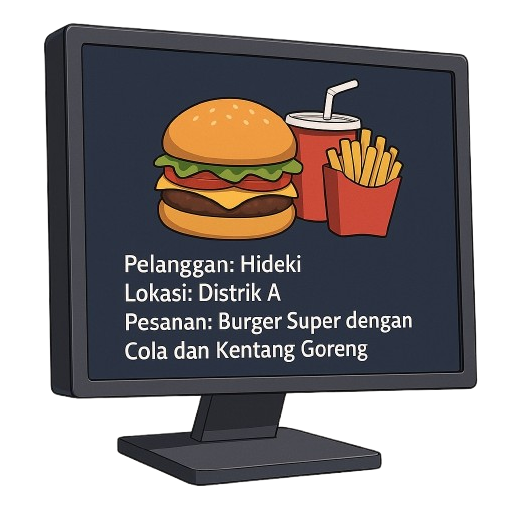 Pelanggan: Hideki
Lokasi: Distrik A
Pesanan: Burger Super dengan
Cola dan Kentang Goreng